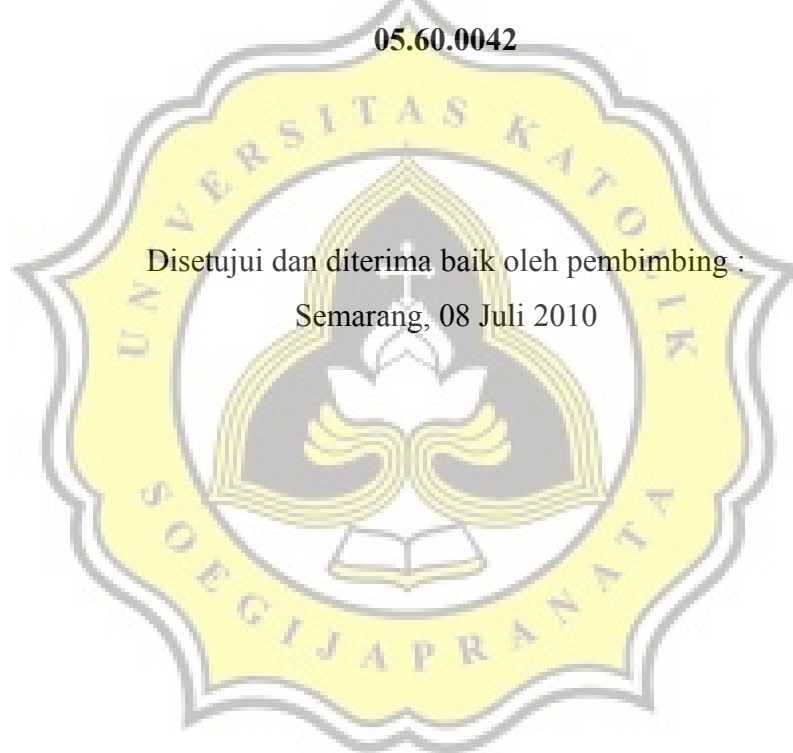 05.60.0042
UNIVERSITAS KATOLIK
Disetujui dan diterima baik oleh pembimbing :
Semarang, 08 Juli 2010
SOEGIJAPRANATA